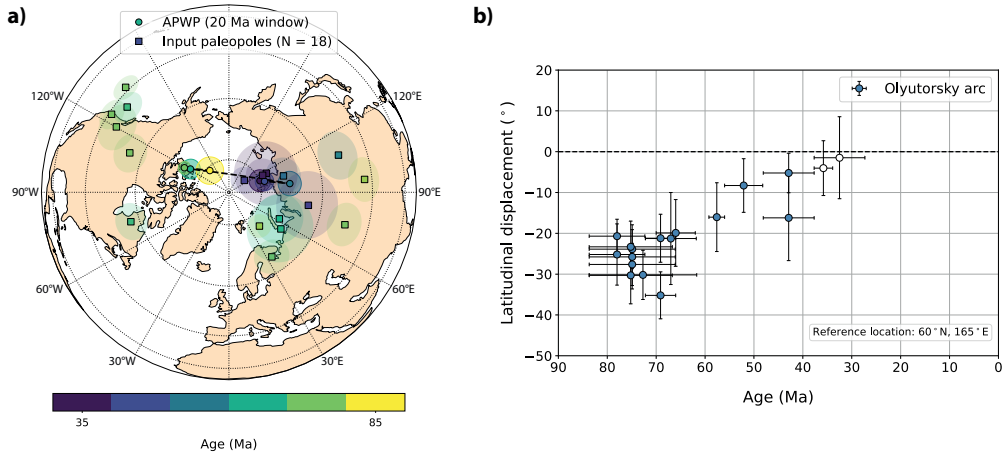 a)
APWP (20 Ma window)
Input paleopoles (N = 18)
120°W
120°E
90°W
90°E
60°W
60°E
30°W
30°E
35
85
Age (Ma)
b)
Olyutorsky arc
Latitudinal displacement (°)
20
10
0
−10
−20
−30
−40
−50
Reference location: 60°N, 165°E
90
80
70
60
50
40
30
20
10
0
Age (Ma)